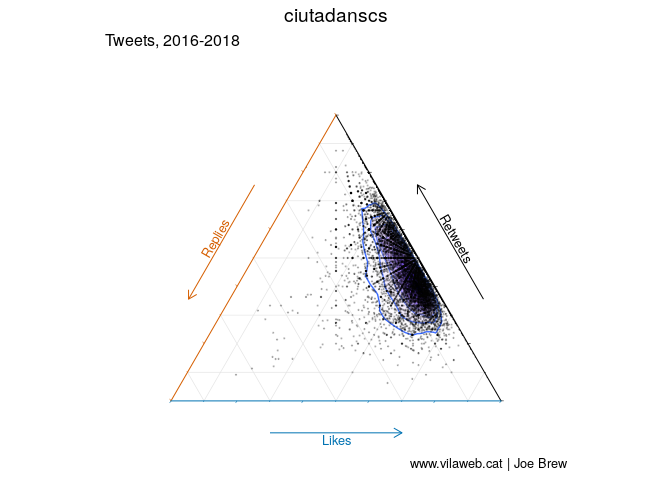 ciutadanscs
Tweets, 2016-2018
Replies
Retweets
Likes
www.vilaweb.cat | Joe Brew